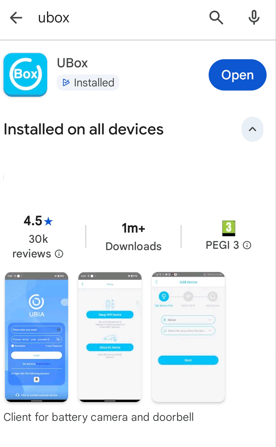 ubox
Box
UBox
Installed
Open
Installed on all devices
4.5★
30k
reviews
1m+
Downloads
3
PEGI 3
UBIA
Add device
Client for battery camera and doorbell